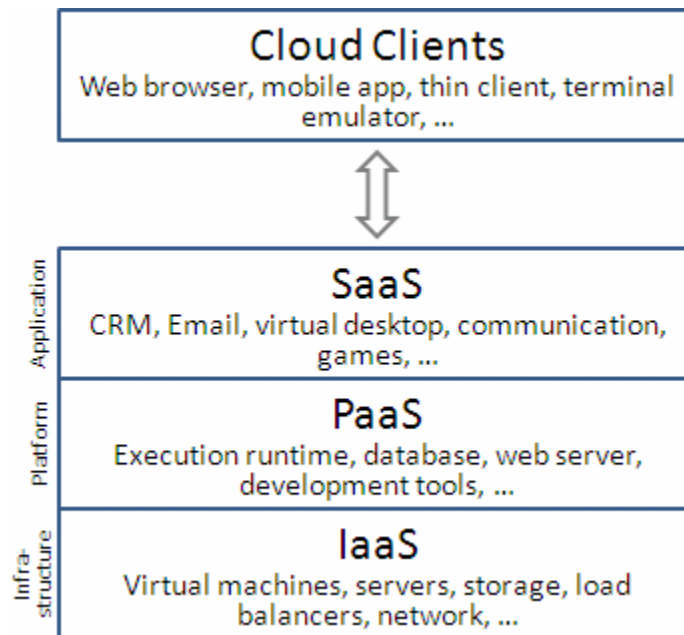 Cloud Clients
Web browser, mobile app, thin client, terminal
emulator, ...
Application
SaaS
CRM, Email, virtual desktop, communication,
games, ...
Platform
PaaS
Execution runtime, database, web server,
development tools, ...
Infra-
structure
IaaS
Virtual machines, servers, storage, load
balancers, network, ...